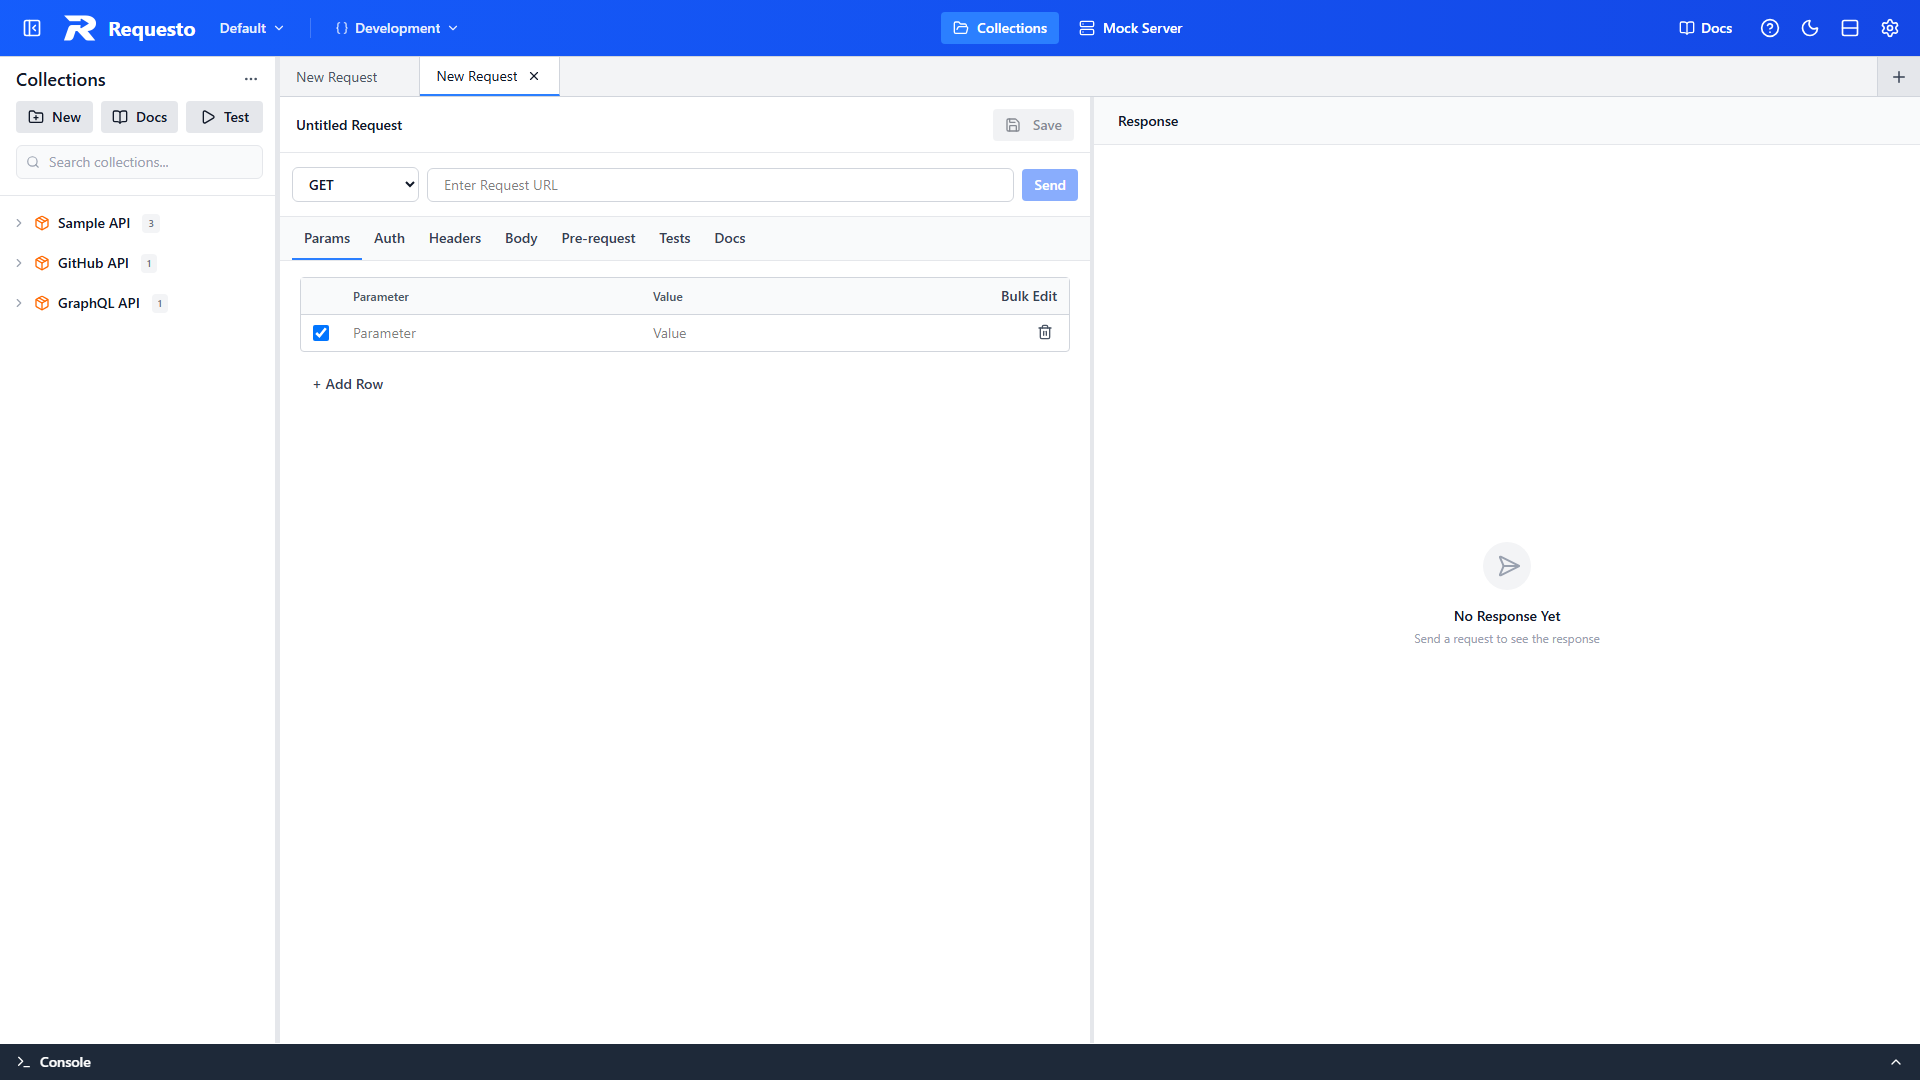 Requesto
Default
Development
Collections
Mock Server
Docs
Collections
New
Docs
Test
Search collections...
Sample API 3
GitHub API 1
GraphQL API 1
New Request
New Request
Untitled Request
Save
GET
Enter Request URL
Send
Params Auth Headers Body Pre-request Tests Docs
Parameter Value Bulk Edit
Parameter Value
+ Add Row
Response
No Response Yet
Send a request to see the response
Console